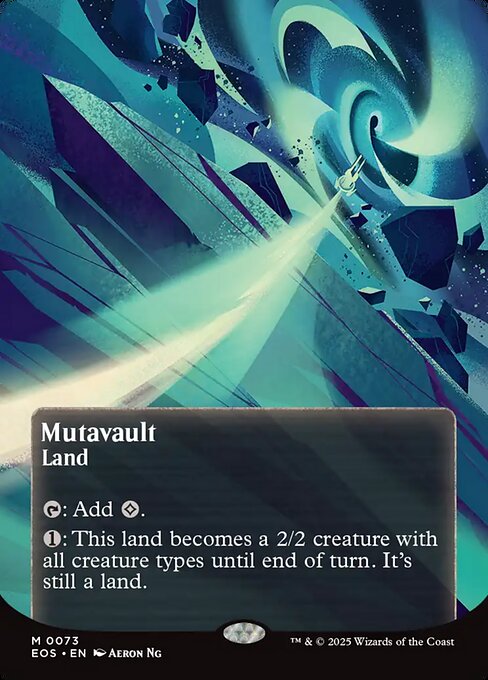 Mutavault
Land
: Add .
1: This land becomes a 2/2 creature with
all creature types until end of turn. It's
still a land.
M 0073
EOS • EN AERON NG
™ & © 2025 Wizards of the Coast